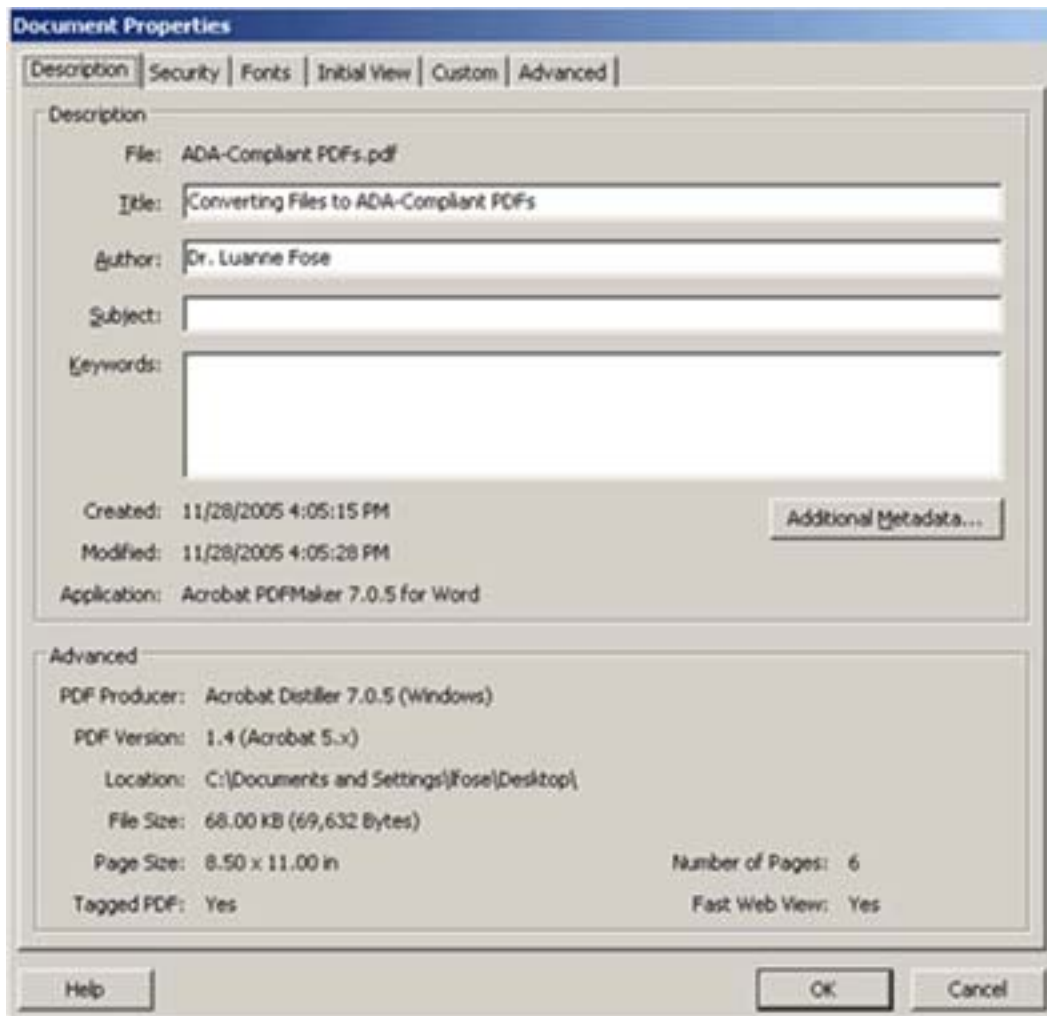 Document Properties
Description Security Fonts Initial View Custom Advanced
Description
File: ADA-Compliant PDFs.pdf
Title: Converting Files to ADA-Compliant PDFs
Author: Dr. Luanne Fose
Subject:
Keywords:
Created: 11/28/2005 4:05:15 PM
Additional Metadata...
Modified: 11/28/2005 4:05:28 PM
Application: Acrobat PDFMaker 7.0.5 for Word
Advanced
PDF Producer: Acrobat Distiller 7.0.5 (Windows)
PDF Version: 1.4 (Acrobat 5.x)
Location: C:\Documents and Settings\lfose\Desktop\
File Size: 68.00 KB (69,632 Bytes)
Page Size: 8.50 x 11.00 in Number of Pages: 6
Tagged PDF: Yes Fast Web View: Yes
Help OK Cancel